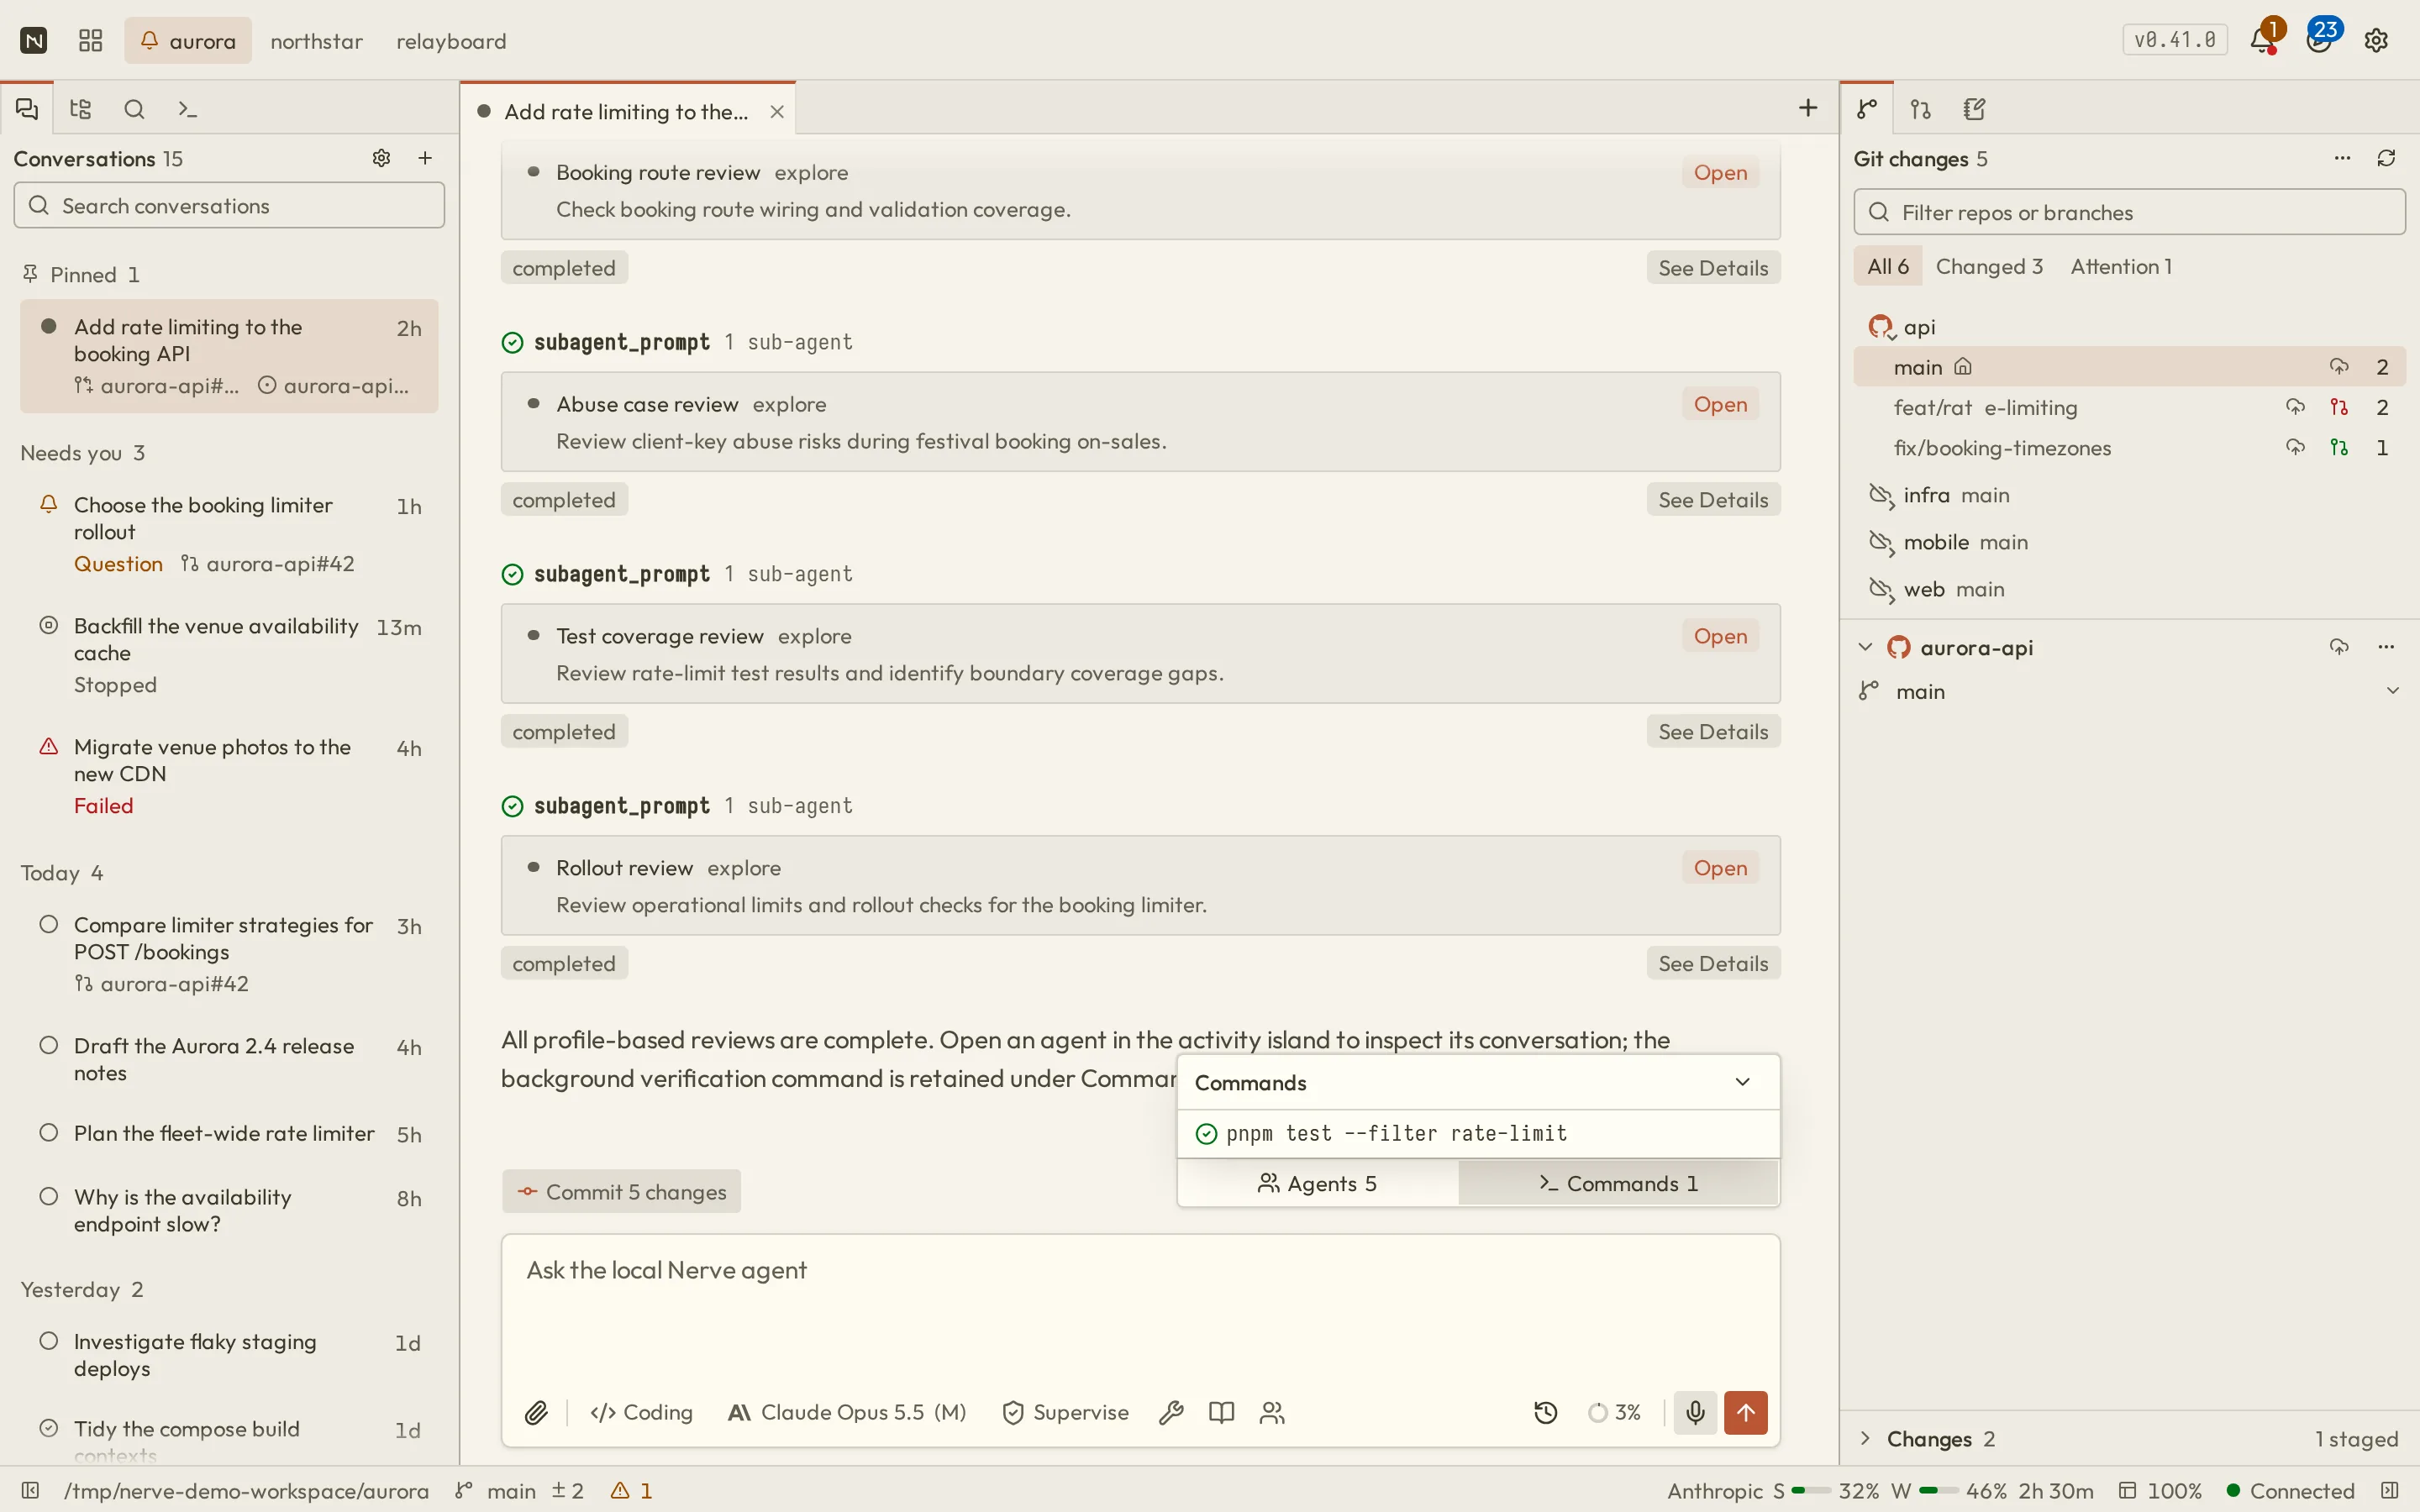 aurora
northstar
relayboard
v0.41.0
1
23
Conversations 15
Search conversations
Pinned 1
Add rate limiting to the booking API
2h
aurora-api#...
aurora-api...
Needs you 3
Choose the booking limiter rollout
1h
Question
aurora-api#42
Backfill the venue availability cache
13m
Stopped
Migrate venue photos to the new CDN
4h
Failed
Today 4
Compare limiter strategies for POST /bookings
3h
aurora-api#42
Draft the Aurora 2.4 release notes
4h
Plan the fleet-wide rate limiter
5h
Why is the availability endpoint slow?
8h
Yesterday 2
Investigate flaky staging deploys
1d
Tidy the compose build contexts
1d
Add rate limiting to the...
Booking route review explore
Open
Check booking route wiring and validation coverage.
completed
See Details
subagent_prompt 1 sub-agent
Abuse case review explore
Open
Review client-key abuse risks during festival booking on-sales.
completed
See Details
subagent_prompt 1 sub-agent
Test coverage review explore
Open
Review rate-limit test results and identify boundary coverage gaps.
completed
See Details
subagent_prompt 1 sub-agent
Rollout review explore
Open
Review operational limits and rollout checks for the booking limiter.
completed
See Details
All profile-based reviews are complete. Open an agent in the activity island to inspect its conversation; the
background verification command is retained under
Commands
pnpm test --filter rate-limit
Agents 5
Commands 1
Commit 5 changes
Ask the local Nerve agent
Coding
Claude Opus 5.5 (M)
Supervise
3%
Git changes 5
Filter repos or branches
All 6
Changed 3
Attention 1
api
main
2
feat/rat e-limiting
2
fix/booking-timezones
1
infra main
mobile main
web main
aurora-api
main
Changes 2
1 staged
/tmp/nerve-demo-workspace/aurora
main ±2
1
Anthropic S 32% W 46% 2h 30m
100%
Connected